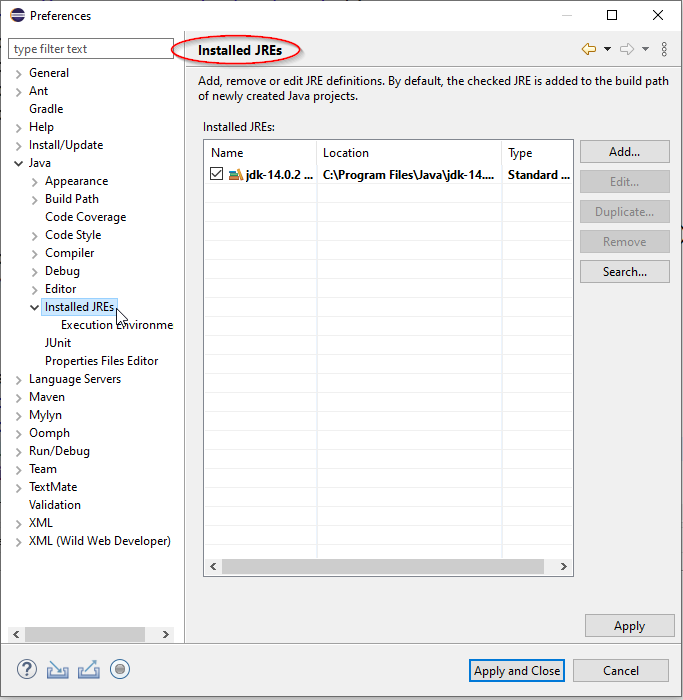 Preferences
type filter text
General
Ant
Gradle
Help
Install/Update
Java
Appearance
Build Path
Code Coverage
Code Style
Compiler
Debug
Editor
Installed JREs
Execution Environme
JUnit
Properties Files Editor
Language Servers
Maven
Mylyn
Oomph
Run/Debug
Team
TextMate
Validation
XML
XML (Wild Web Developer)
Installed JREs
Add, remove or edit JRE definitions. By default, the checked JRE is added to the build path
of newly created Java projects.
Installed JREs:
Name Location Type
jdk-14.0.2 ... C:\Program Files\Java\jdk-14.... Standard ...
Add...
Edit...
Duplicate...
Remove
Search...
Apply
?
Apply and Close Cancel